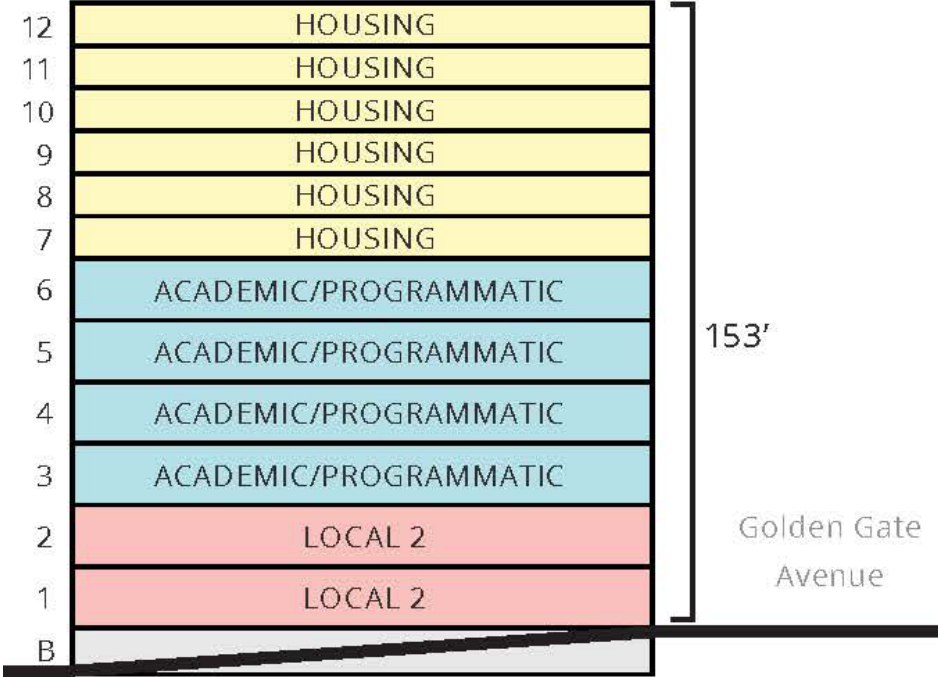 12 HOUSING
11 HOUSING
10 HOUSING
9 HOUSING
8 HOUSING
7 HOUSING
6 ACADEMIC/PROGRAMMATIC
5 ACADEMIC/PROGRAMMATIC
153'
4 ACADEMIC/PROGRAMMATIC
3 ACADEMIC/PROGRAMMATIC
2 LOCAL 2
1 LOCAL 2
Golden Gate
Avenue
B